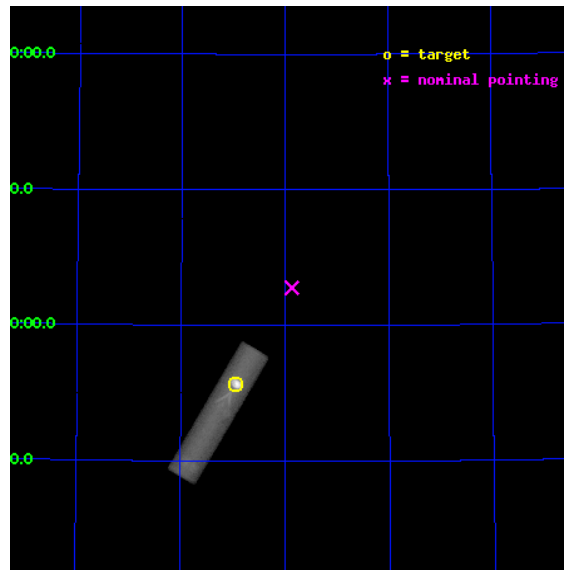 0:00.0
o = target
x = nominal pointing
0.0
0:00.0
0.0